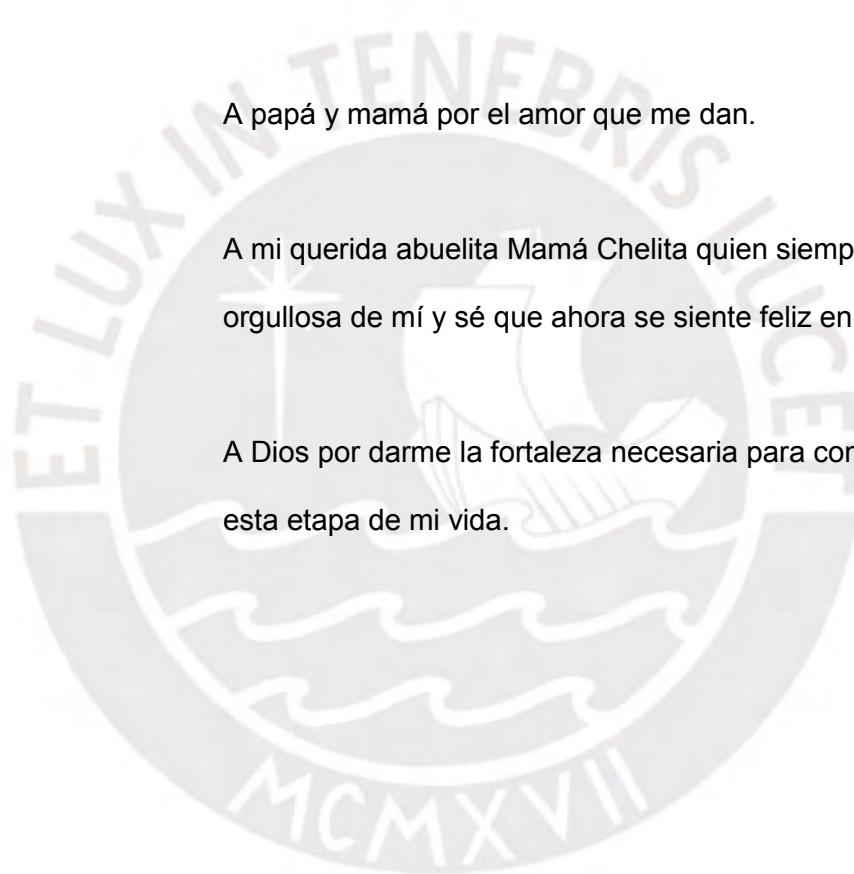 ET LUX IN TENEBRIS LUCET
A papá y mamá por el amor que me dan.
A mi querida abuelita Mamá Chelita quien
orgullosa de mí y sé que ahora se siente feliz en
A Dios por darme la fortaleza necesaria para
esta etapa de mi vida.
MCMXVII